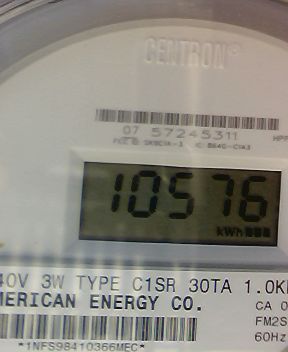 CENTRON®
07 57245311
10576
kWh
40V 3W TYPE C1SR 30TA 1.0K
MERICAN ENERGY CO.
CA 0
FM2S
60Hz
*1NFS98410366MEC*